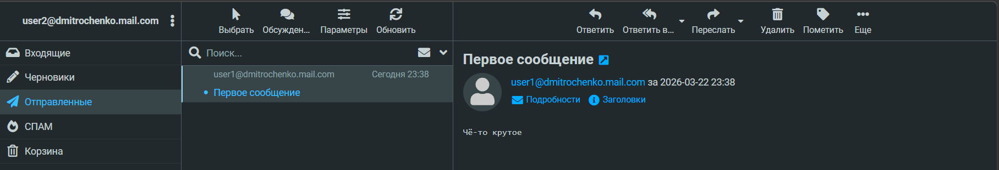 user2@dmitrochenko.mail.com
Входящие
Черновики
Отправленные
СПАМ
Корзина
Выбрать Обсужден... Параметры Обновить
Поиск...
user1@dmitrochenko.mail.com Сегодня 23:38
Первое сообщение
Ответить Ответить в... Переслать Удалить Пометить Еще
Первое сообщение
user1@dmitrochenko.mail.com за 2026-03-22 23:38
Подробности Заголовки
Чё-то крутое